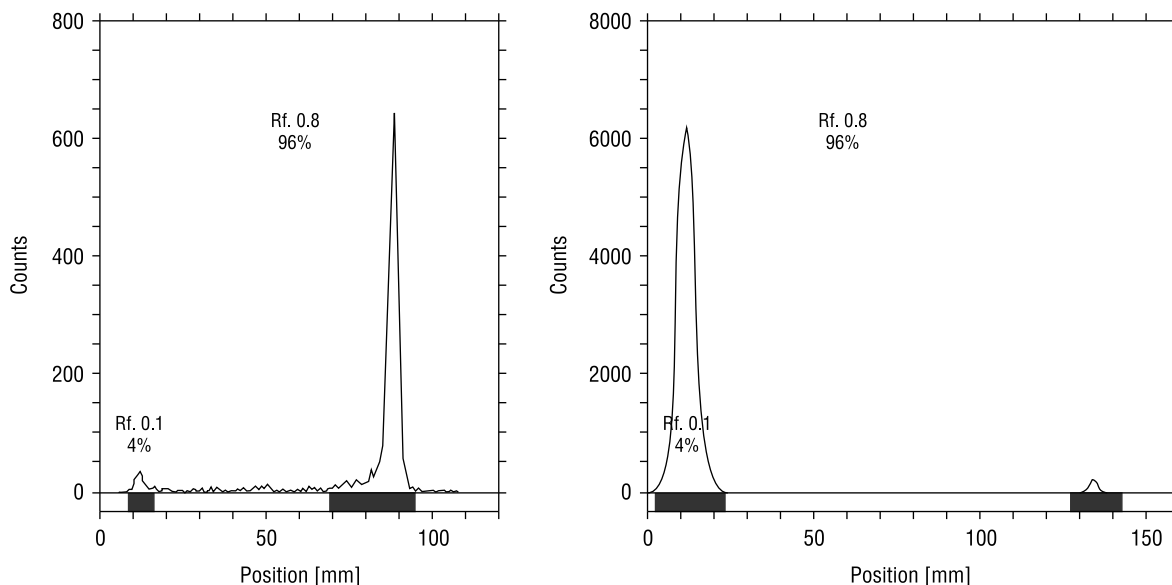 800
600
400
200
0
Counts
Rf. 0.8
96%
Rf. 0.1
4%
0 50 100
Position [mm]
8000
6000
4000
2000
0
Counts
Rf. 0.8
96%
Rf. 0.1
4%
0 50 100 150
Position [mm]